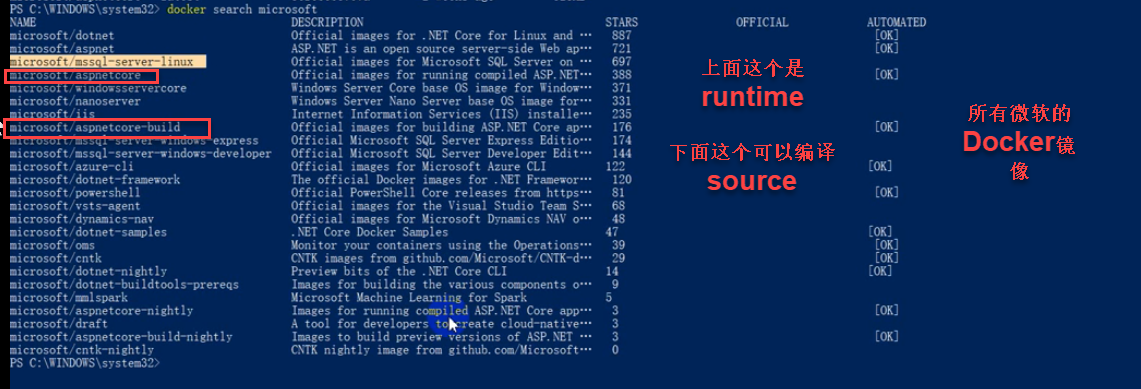 PS C:\WINDOWS\system32> docker search microsoft
NAME DESCRIPTION STARS OFFICIAL AUTOMATED
microsoft/dotnet Official images for .NET Core for Linux and ··· 887 [OK]
microsoft/aspnet ASP.NET is an open source server-side Web ap··· 721 [OK]
microsoft/mssql-server-linux Official images for Microsoft SQL Server on ··· 697
microsoft/aspnetcore Official images for running compiled ASP.NET··· 388 [OK]
microsoft/windowsservercore Windows Server Core base OS image for Window··· 371
microsoft/nanoserver Windows Server Nano Server base OS image for··· 331
microsoft/iis Internet Information Services (IIS) installe··· 235
microsoft/aspnetcore-build Official images for building ASP.NET Core ap··· 176 [OK]
microsoft/mssql-server-windows-express Official Microsoft SQL Server Express Editio··· 174
microsoft/mssql-server-windows-developer Official Microsoft SQL Server Developer Edit··· 144
microsoft/azure-cli Official images for Microsoft Azure CLI 122 [OK]
microsoft/dotnet-framework The official Docker images for .NET Framewor··· 120
microsoft/powershell Official PowerShell Core releases from https··· 81 [OK]
microsoft/vsts-agent Official images for the Visual Studio Team S··· 68
microsoft/dynamics-nav Official images for Microsoft Dynamics NAV o··· 48
microsoft/dotnet-samples .NET Core Docker Samples 47 [OK]
microsoft/oms Monitor your containers using the Operations··· 39 [OK]
microsoft/cntk CNTK images from github.com/Microsoft/CNTK-d··· 29 [OK]
microsoft/dotnet-nightly Preview bits of the .NET Core CLI 14 [OK]
microsoft/dotnet-buildtools-prereqs Images for building the various components o··· 9
microsoft/mmlspark Microsoft Machine Learning for Spark 5
microsoft/aspnetcore-nightly Images for running compiled ASP.NET Core app··· 3 [OK]
microsoft/draft A tool for developers to create cloud-native··· 3
microsoft/aspnetcore-build-nightly Images to build preview versions of ASP.NET ··· 3 [OK]
microsoft/cntk-nightly CNTK nightly image from github.com/Microsoft··· 0
PS C:\WINDOWS\system32>
上面这个是
runtime
下面这个可以编译
source
所有微软的
Docker镜
像